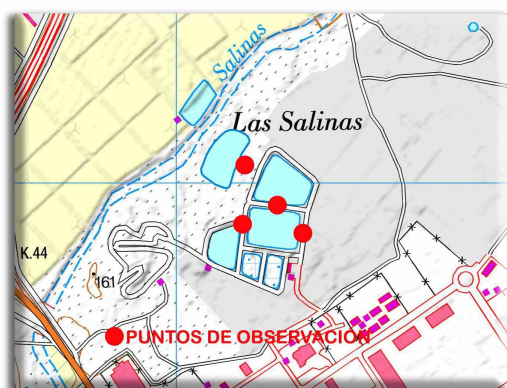 Salinas
Las Salinas
K.44
161
PUNTOS DE OBSERVACIÓN